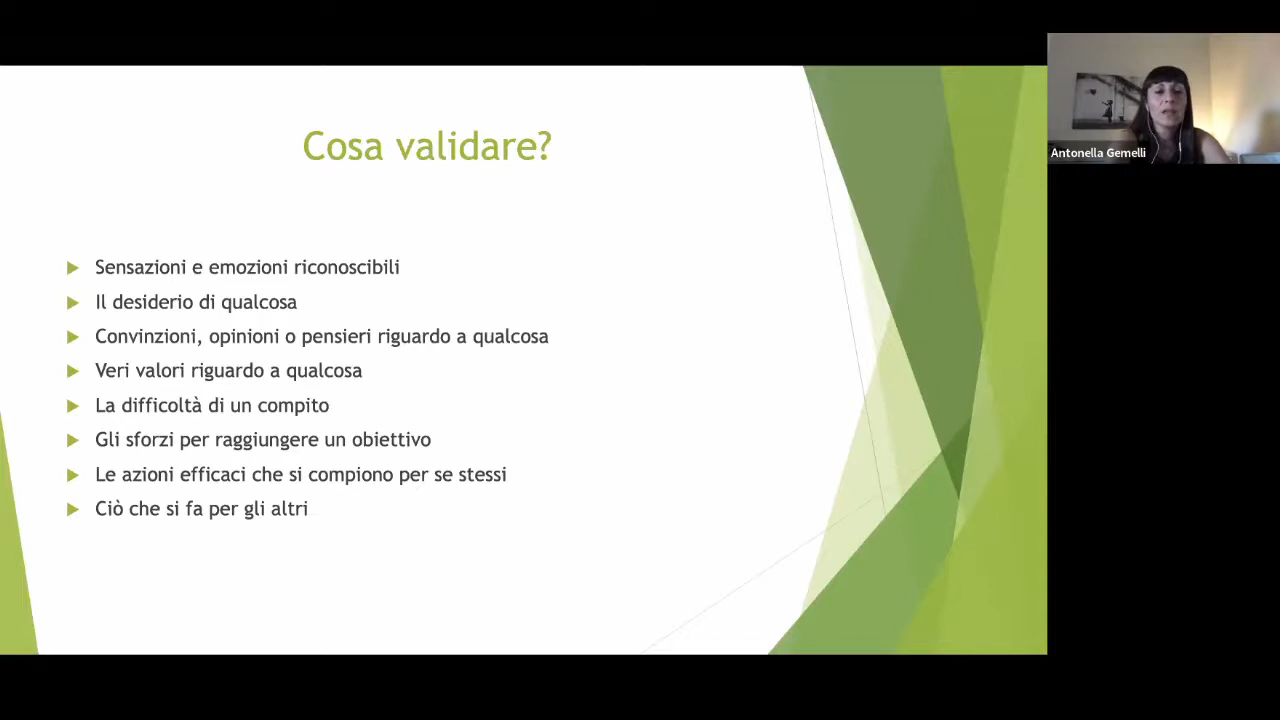 Cosa validare?
Sensazioni e emozioni riconoscibili
Il desiderio di qualcosa
Convinzioni, opinioni o pensieri riguardo a qualcosa
Veri valori riguardo a qualcosa
La difficoltà di un compito
Gli sforzi per raggiungere un obiettivo
Le azioni efficaci che si compiono per se stessi
Ciò che si fa per gli altri
Antonella Gemelli